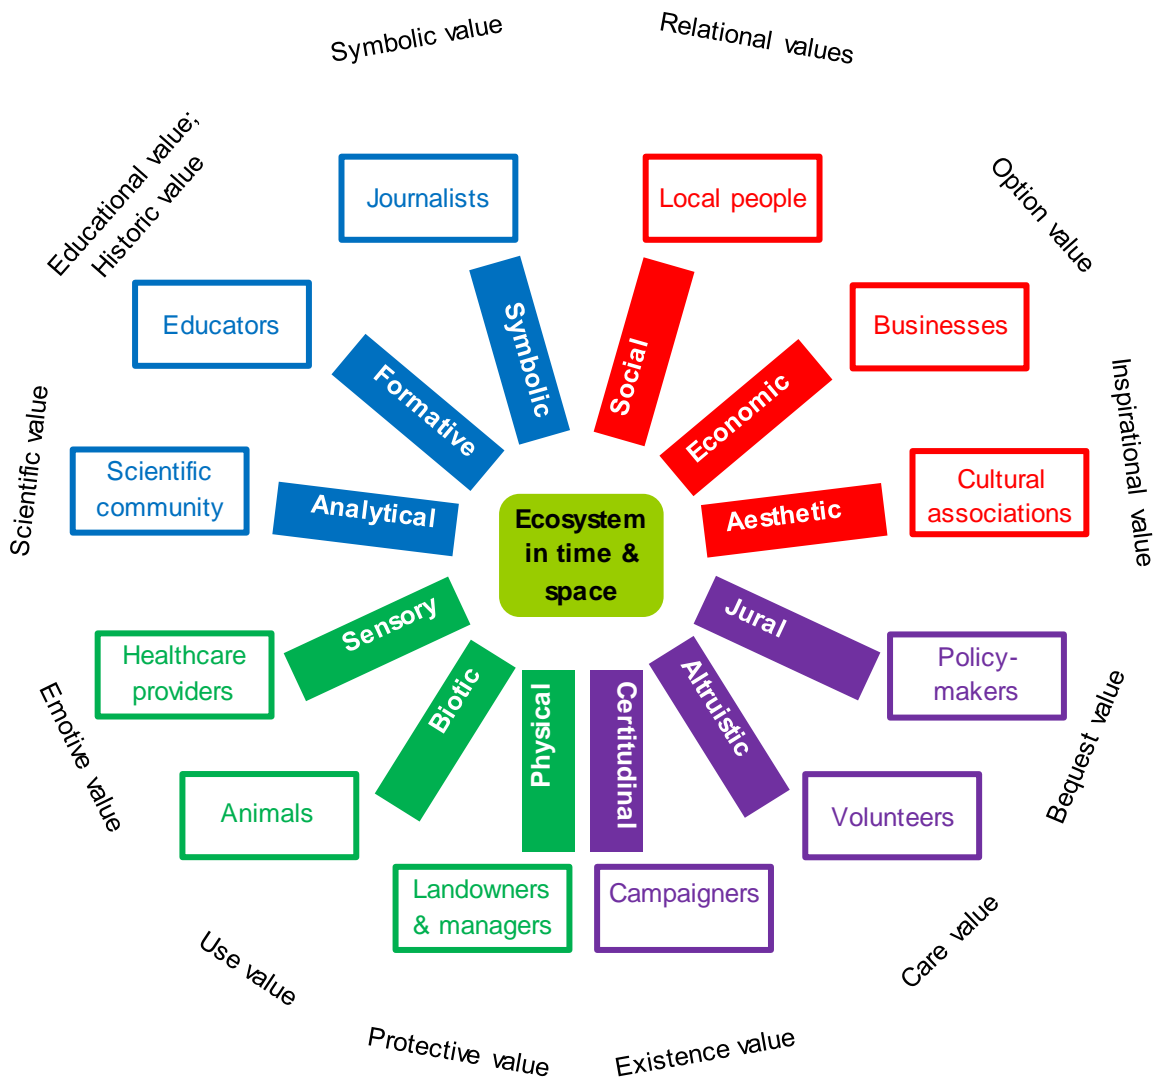 Symbolic value
Relational values
Educational value;
Historic value
Journalists
Local people
Option value
Educators
Businesses
Symbolic
Social
Formative
Economic
Scientific value
Inspirational value
Scientific
community
Cultural
associations
Analytical
Aesthetic
Ecosystem
in time &
space
Sensory
Jural
Healthcare
providers
Policy-
makers
Biotic
Physical
Certitudinal
Altruistic
Emotive value
Bequest value
Animals
Volunteers
Landowners
& managers
Campaigners
Use value
Care value
Protective value
Existence value